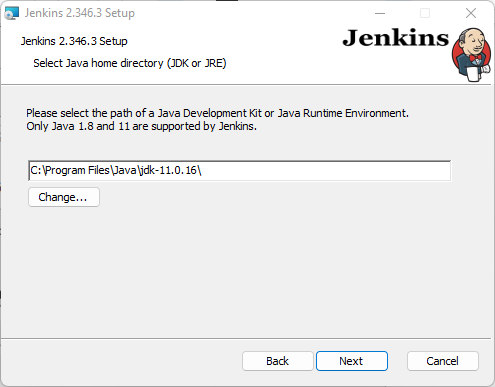 Jenkins 2.346.3 Setup
Jenkins 2.346.3 Setup
Jenkins
Select Java home directory (JDK or JRE)
Please select the path of a Java Development Kit or Java Runtime Environment.
Only Java 1.8 and 11 are supported by Jenkins.
C:\Program Files\Java\jdk-11.0.16\
Change...
Back
Next
Cancel